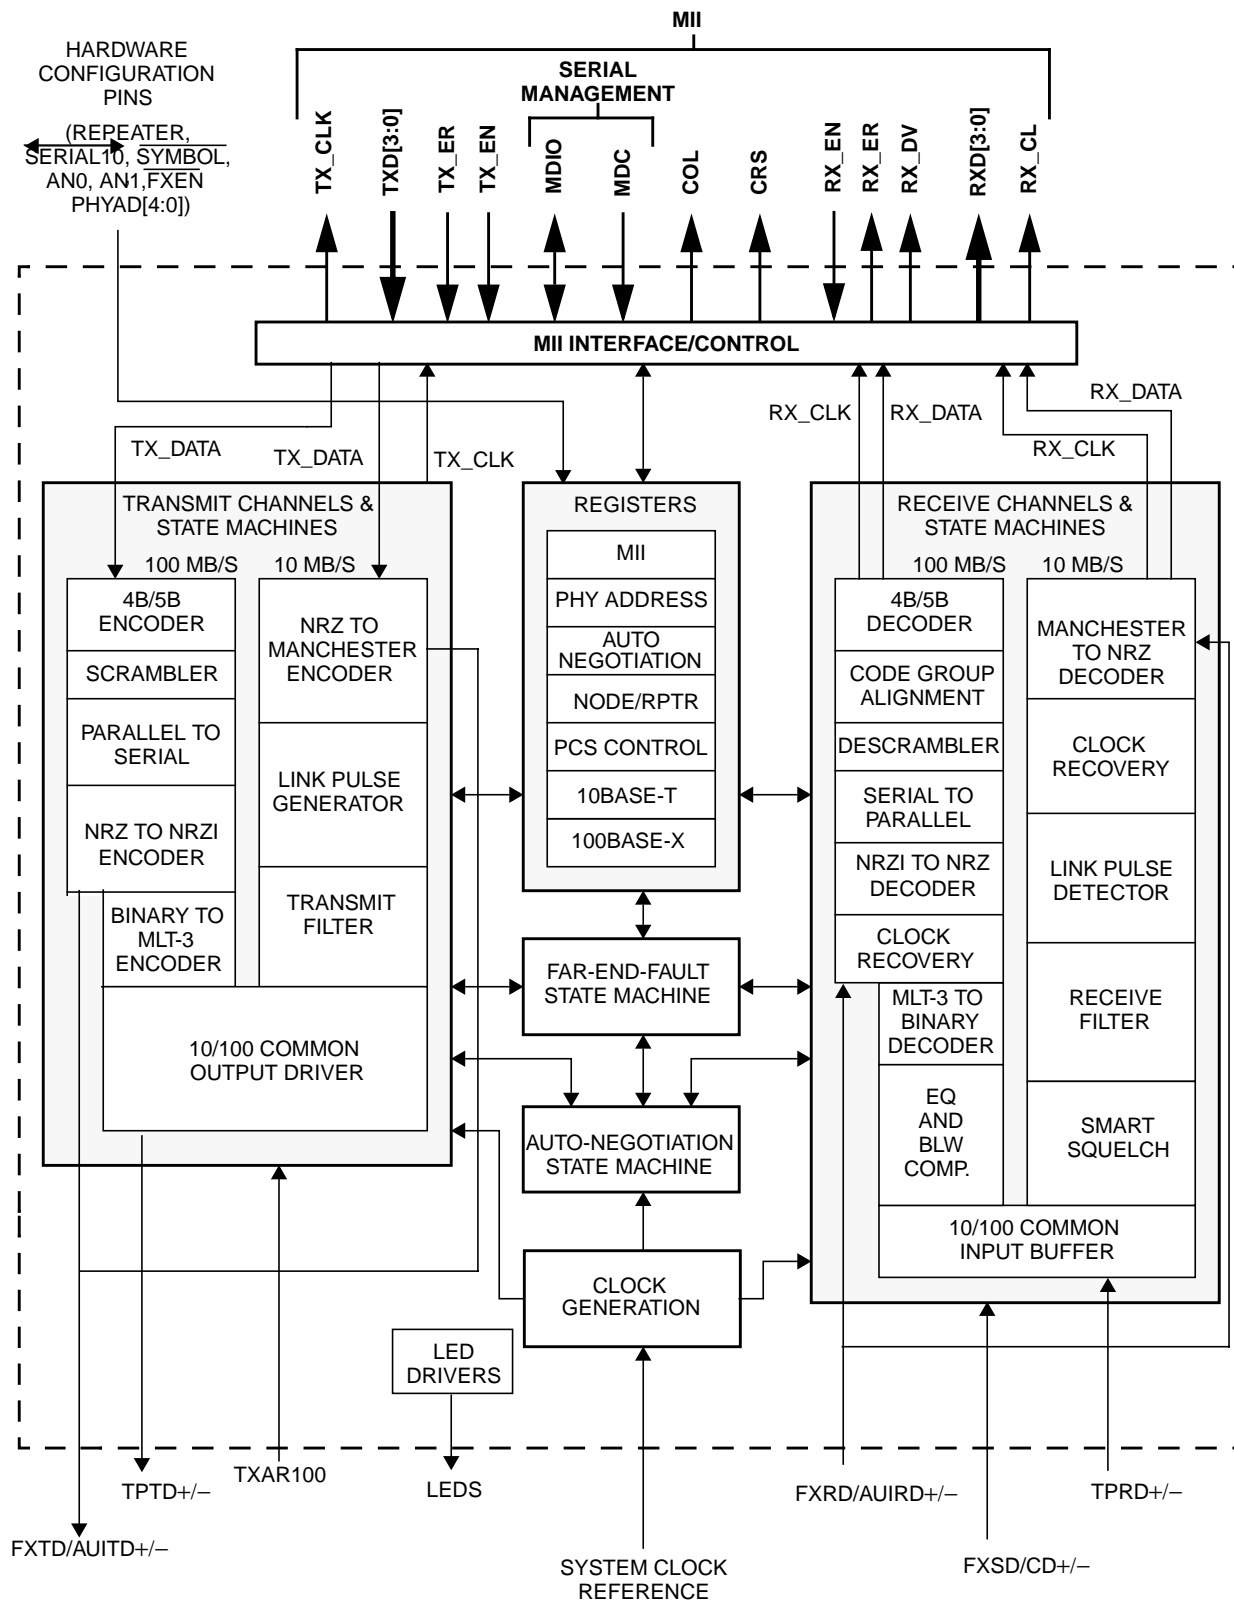 MII
HARDWARE
CONFIGURATION
PINS
(REPEATER,
SERIAL10, SYMBOL,
AN0, AN1,FXEN
PHYAD[4:0])
SERIAL
MANAGEMENT
TX_CLK
TXD[3:0]
TX_ER
TX_EN
MDIO
MDC
COL
CRS
RX_EN
RX_ER
RX_DV
RXD[3:0]
RX_CL
MII INTERFACE/CONTROL
TX_DATA
TX_DATA
TX_CLK
RX_CLK
RX_DATA
RX_CLK
RX_DATA
TRANSMIT CHANNELS &
STATE MACHINES
100 MB/S
10 MB/S
4B/5B
ENCODER
SCRAMBLER
PARALLEL TO
SERIAL
NRZ TO NRZI
ENCODER
BINARY TO
MLT-3
ENCODER
NRZ TO
MANCHESTER
ENCODER
LINK PULSE
GENERATOR
TRANSMIT
FILTER
10/100 COMMON
OUTPUT DRIVER
REGISTERS
MII
PHY ADDRESS
AUTO
NEGOTIATION
NODE/RPTR
PCS CONTROL
10BASE-T
100BASE-X
FAR-END-FAULT
STATE MACHINE
AUTO-NEGOTIATION
STATE MACHINE
CLOCK
GENERATION
LED
DRIVERS
RECEIVE CHANNELS &
STATE MACHINES
100 MB/S
10 MB/S
4B/5B
DECODER
CODE GROUP
ALIGNMENT
DESCRAMBLER
SERIAL TO
PARALLEL
NRZI TO NRZ
DECODER
CLOCK
RECOVERY
MLT-3 TO
BINARY
DECODER
EQ
AND
BLW
COMP.
MANCHESTER
TO NRZ
DECODER
CLOCK
RECOVERY
LINK PULSE
DETECTOR
RECEIVE
FILTER
SMART
SQUELCH
10/100 COMMON
INPUT BUFFER
TXAR100
TPTD+/−
LEDS
FXRD/AUIRD+/−
TPRD+/−
FXTD/AUITD+/−
SYSTEM CLOCK
REFERENCE
FXSD/CD+/−